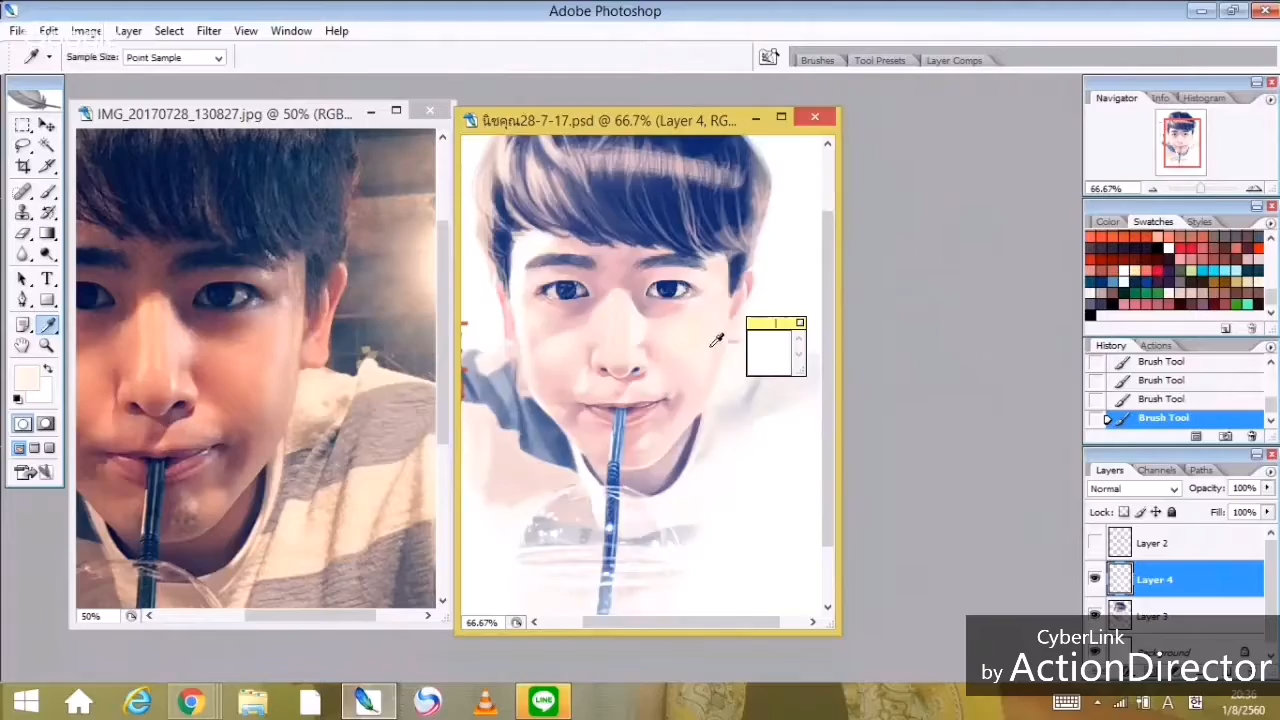 Adobe Photoshop
File Edit Image Layer Select Filter View Window Help
Sample Size: Point Sample
Brushes Tool Presets Layer Comps
IMG_20170728_130827.jpg @ 50% (RGB...
นิชคุณ28-7-17.psd @ 66.7% (Layer 4, RG...
Navigator Info Histogram
66.67%
Color Swatches Styles
History Actions
Brush Tool
Brush Tool
Brush Tool
Brush Tool
Layers Channels Paths
Normal Opacity: 100%
Lock: Fill: 100%
Layer 2
Layer 4
Layer 3
Background
50%
66.67%
CyberLink
by ActionDirector
LINE
A
20:36
1/8/2560